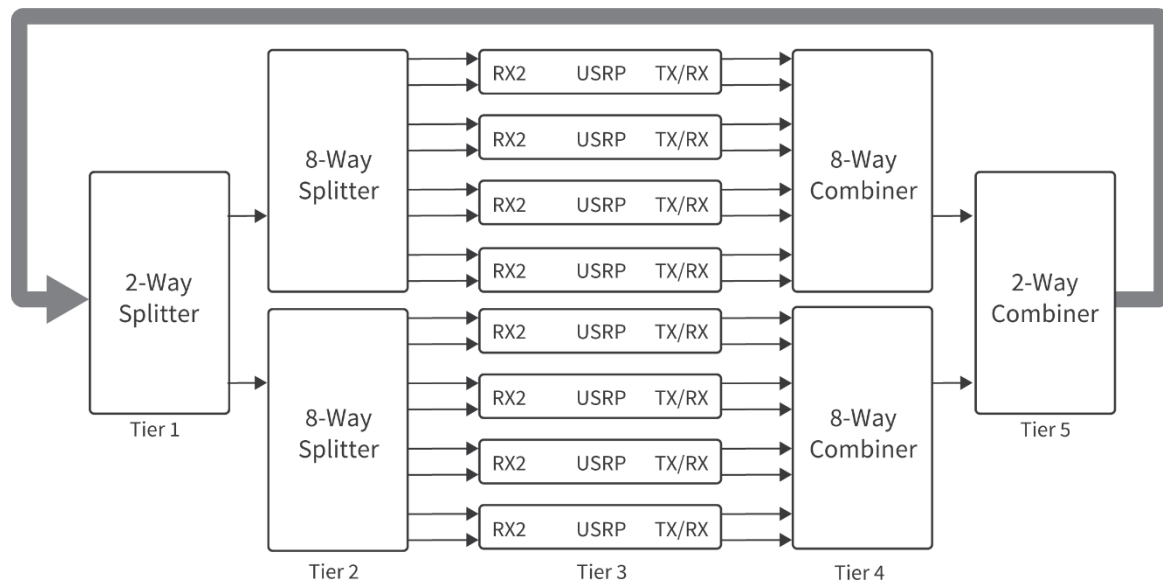 8-Way
Splitter
RX2 USRP TX/RX
RX2 USRP TX/RX
RX2 USRP TX/RX
RX2 USRP TX/RX
8-Way
Combiner
2-Way
Splitter
Tier 1
2-Way
Combiner
Tier 5
8-Way
Splitter
Tier 2
RX2 USRP TX/RX
RX2 USRP TX/RX
RX2 USRP TX/RX
RX2 USRP TX/RX
Tier 3
8-Way
Combiner
Tier 4